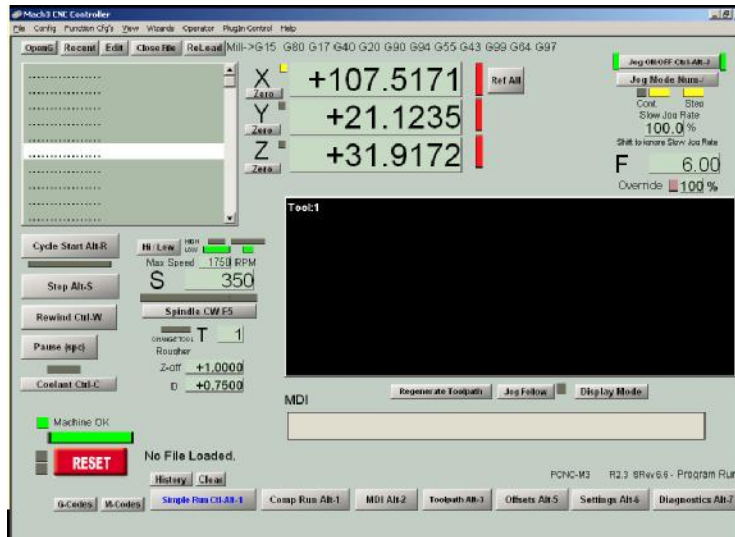 Mach3 CNC Controller
File Config Function Cfg's View Wizards Operator PlugIn Control Help
OpenG Recent Edit Close File ReLoad Mill->G15 G80 G17 G40 G20 G90 G94 G55 G43 G99 G64 G97
Jog ON/OFF Ctrl-Alt-J
X +107.5171 Ref All
Jog Mode Num-/
Zero
Cont. Step
Y +21.1235
Slow Jog Rate
Zero
100.0 %
Z +31.9172
Shift to ignore Slow Jog Rate
Zero
F 6.00
Override 100 %
Tool:1
Cycle Start Alt-R
Hi/Low HIGH
LOW
Max Speed 1750 RPM
Stop Alt-S
S 350
Rewind Ctrl-W
Spindle CW F5
CHANGE TOOL T 1
Pause (spc)
Rougher
Z-off +1.0000
Coolant Ctrl-C
D +0.7500
Regenerate Toolpath Jog Follow Display Mode
MDI
Machine OK
RESET
No File Loaded.
History Clear
PCNC-M3 R2.3 SRev6.6 - Program Run
G-Codes M-Codes Simple Run Ctl-Alt-1 Comp Run Alt-1 MDI Alt-2 Toolpath Alt-3 Offsets Alt-5 Settings Alt-6 Diagnostics Alt-7